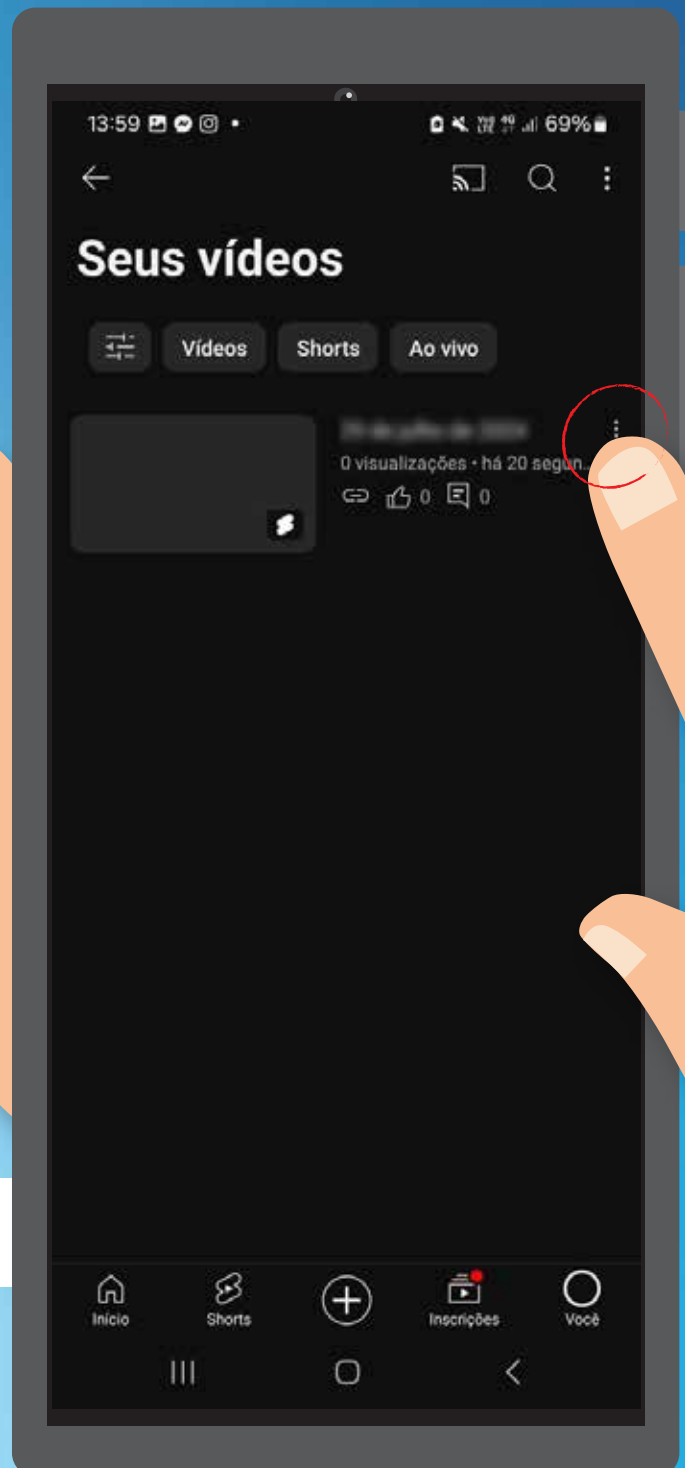 13:59 69%
Seus vídeos
Vídeos Shorts Ao vivo
0 visualizações • há 20 segun...
0 0
Início Shorts Inscrições Você